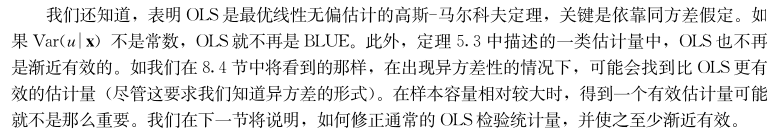 我们还知道，表明 OLS 是最优线性无偏估计的高斯-马尔科夫定理，关键是依靠同方差假定。如
果 Var(u|x) 不是常数，OLS 就不再是 BLUE。此外，定理 5.3 中描述的一类估计量中，OLS 也不再
是渐近有效的。如我们在 8.4 节中将看到的那样，在出现异方差性的情况下，可能会找到比 OLS 更有
效的估计量（尽管这要求我们知道异方差的形式）。在样本容量相对较大时，得到一个有效估计量可能
就不是那么重要。我们在下一节将说明，如何修正通常的 OLS 检验统计量，并使之至少渐近有效。